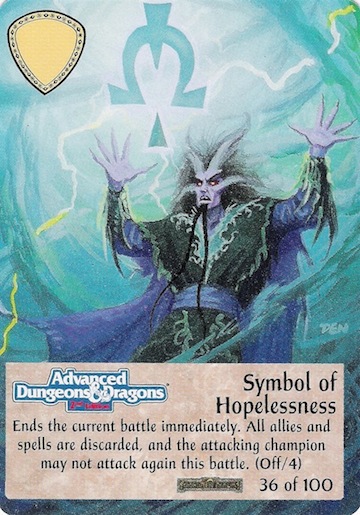 DEN
Advanced
Dungeons & Dragons
2nd Edition
Symbol of
Hopelessness
Ends the current battle immediately. All allies and
spells are discarded, and the attacking champion
may not attack again this battle. (Off/4)
36 of 100